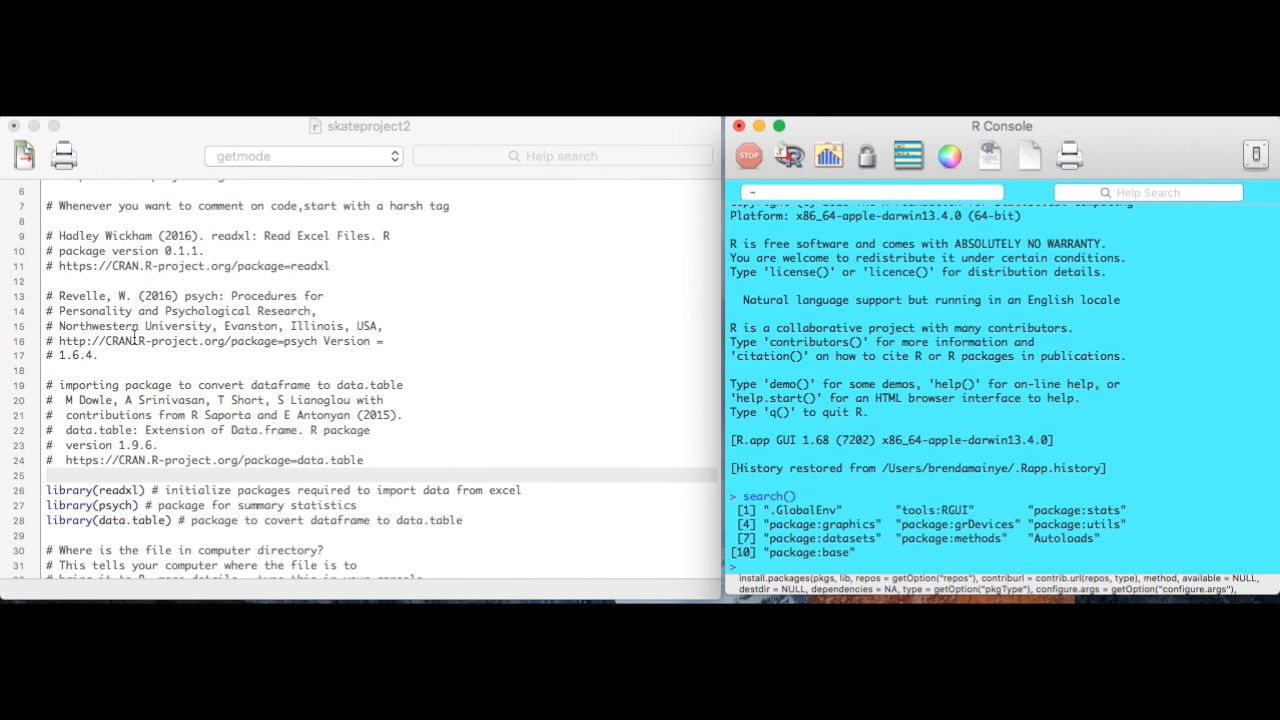 skateproject2
getmode
Help search
6
7 # Whenever you want to comment on code,start with a harsh tag
8
9 # Hadley Wickham (2016). readxl: Read Excel Files. R
10 # package version 0.1.1.
11 # https://CRAN.R-project.org/package=readxl
12
13 # Revelle, W. (2016) psych: Procedures for
14 # Personality and Psychological Research,
15 # Northwestern University, Evanston, Illinois, USA,
16 # http://CRAN.R-project.org/package=psych Version =
17 # 1.6.4.
18
19 # importing package to convert dataframe to data.table
20 #  M Dowle, A Srinivasan, T Short, S Lianoglou with
21 #  contributions from R Saporta and E Antonyan (2015).
22 #  data.table: Extension of Data.frame. R package
23 #  version 1.9.6.
24 #  https://CRAN.R-project.org/package=data.table
25
26 library(readxl) # initialize packages required to import data from excel
27 library(psych) # package for summary statistics
28 library(data.table) # package to covert dataframe to data.table
29
30 # Where is the file in computer directory?
31 # This tells your computer where the file is to
R Console
STOP
~
Help Search
Platform: x86_64-apple-darwin13.4.0 (64-bit)
R is free software and comes with ABSOLUTELY NO WARRANTY.
You are welcome to redistribute it under certain conditions.
Type 'license()' or 'licence()' for distribution details.
Natural language support but running in an English locale
R is a collaborative project with many contributors.
Type 'contributors()' for more information and
'citation()' on how to cite R or R packages in publications.
Type 'demo()' for some demos, 'help()' for on-line help, or
'help.start()' for an HTML browser interface to help.
Type 'q()' to quit R.
[R.app GUI 1.68 (7202) x86_64-apple-darwin13.4.0]
[History restored from /Users/brendamainye/.Rapp.history]
> search()
[1] ".GlobalEnv" "tools:RGUI" "package:stats"
[4] "package:graphics" "package:grDevices" "package:utils"
[7] "package:datasets" "package:methods" "Autoloads"
[10] "package:base"
>
install.packages(pkgs, lib, repos = getOption("repos"), contriburl = contrib.url(repos, type), method, available = NULL,
destdir = NULL, dependencies = NA, type = getOption("pkgType"), configure.args = getOption("configure.args"),